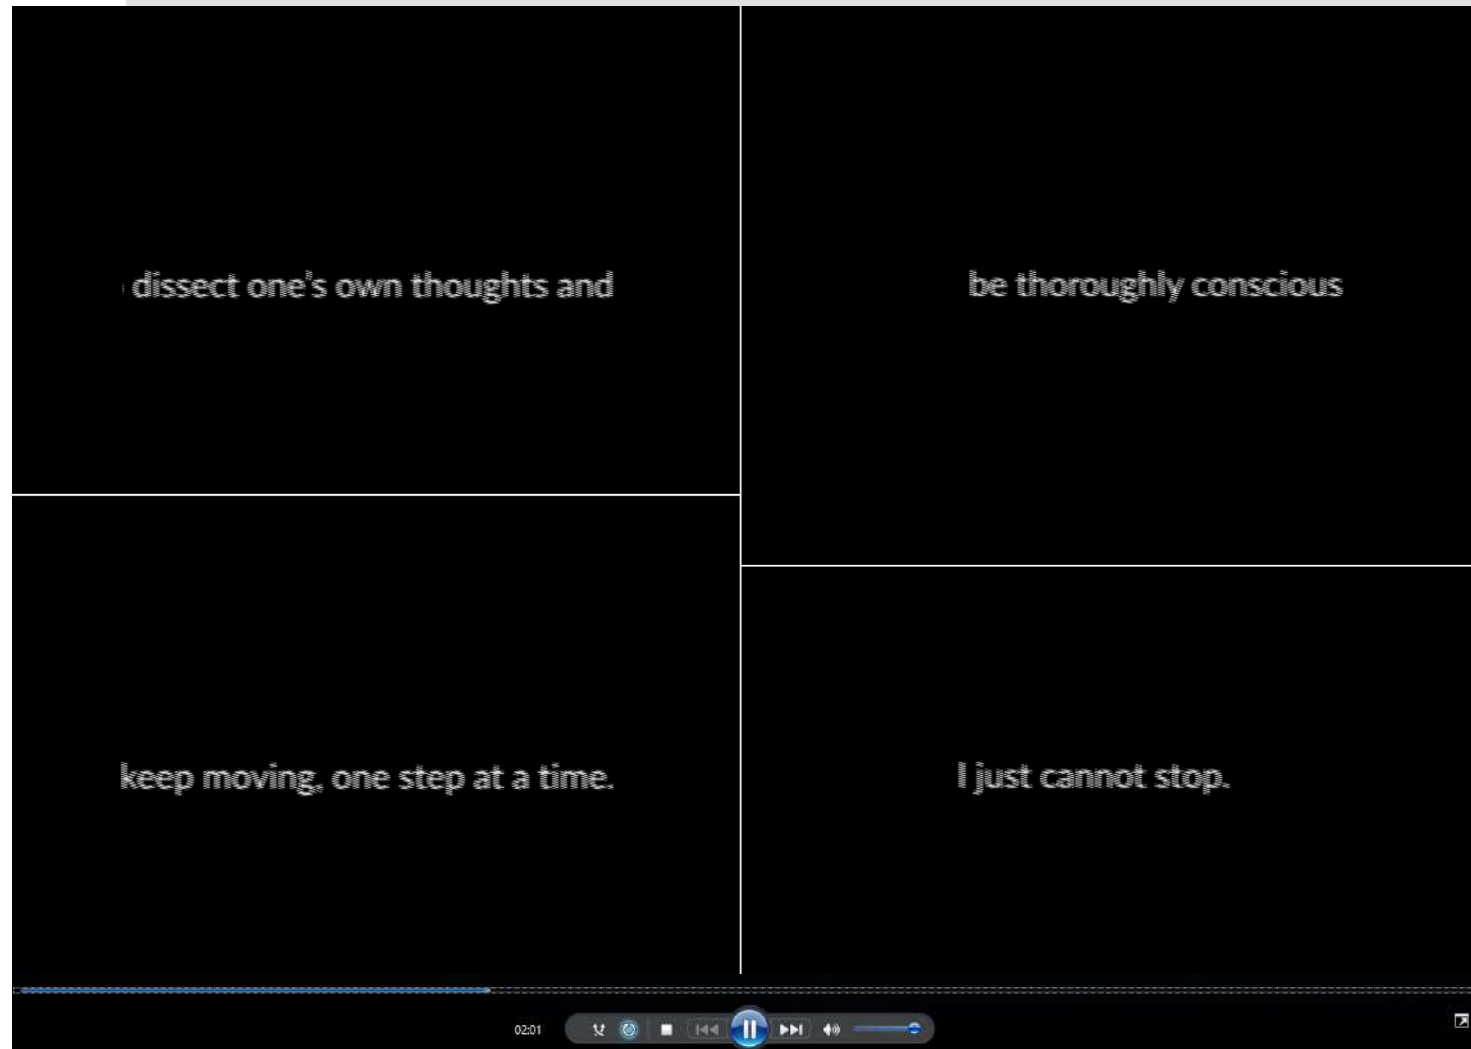 dissect one's own thoughts and
be thoroughly conscious
keep moving, one step at a time.
I just cannot stop.
02:01